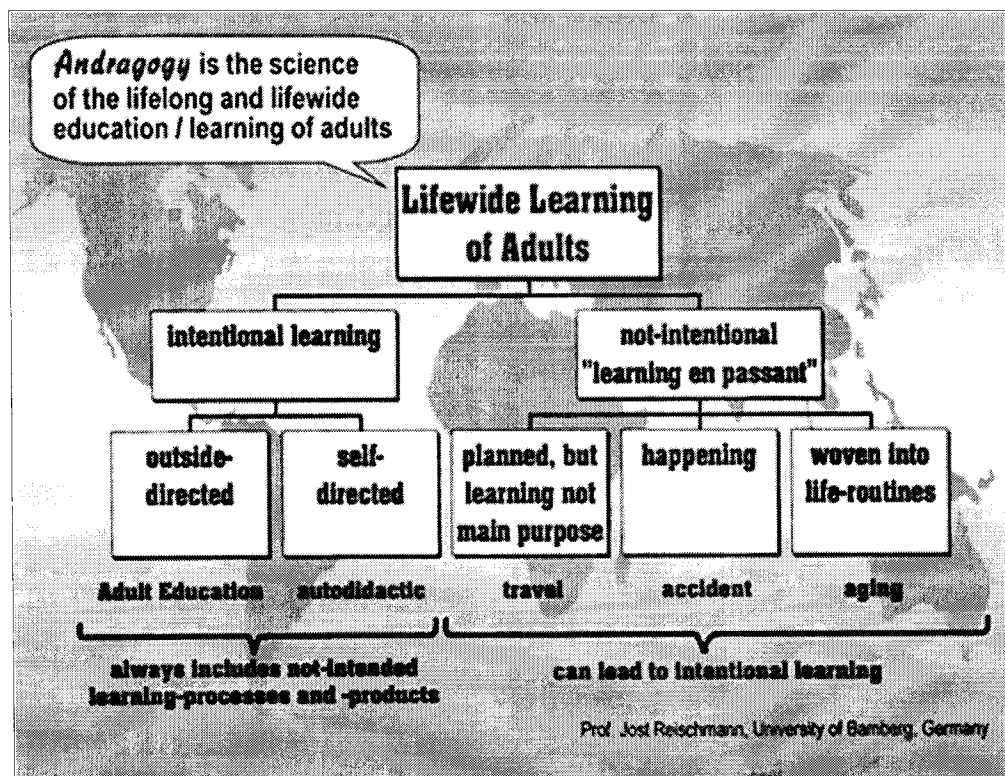 Andragogy is the science
of the lifelong and lifewide
education / learning of adults
Lifewide Learning
of Adults
intentional learning
not-intentional
"learning en passant"
outside-
directed
self-
directed
planned, but
learning not
main purpose
happening
woven into
life-routines
Adult Education
autodidactic
travel
accident
aging
always includes not-intended
learning-processes and -products
can lead to intentional learning
Prof. Jost Reischmann, University of Bamberg, Germany